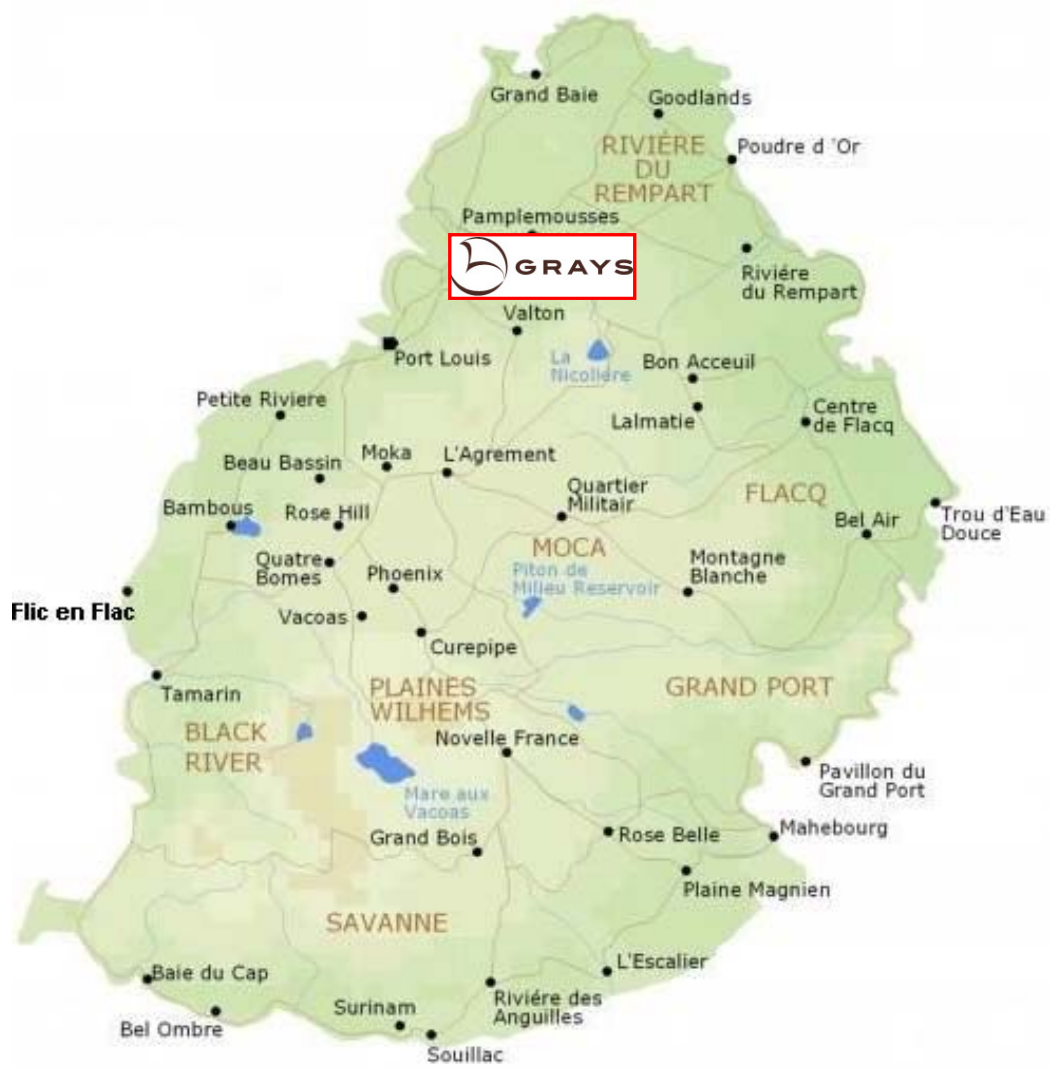 Grand Baie
Goodlands
RIVIÈRE
DU
REMPART
Poudre d 'Or
Pamplemousses
GRAYS
Riviére
du Rempart
Valton
Port Louis
La
Nicoliere
Bon Acceuil
Petite Riviere
Lalmatie
Centre
de Flacq
Beau Bassin
Moka
L'Agrement
Quartier
Militair
FLACQ
Bambous
Rose Hill
Bel Air
Trou d'Eau
Douce
MOCA
Quatre
Bomes
Phoenix
Piton de
Milieu Reservoir
Montagne
Blanche
Flic en Flac
Vacoas
Curepipe
Tamarin
PLAINES
WILHEMS
GRAND PORT
BLACK
RIVER
Novelle France
Pavillon du
Grand Port
Mare aux
Vacoas
Grand Bois
Rose Belle
Mahebourg
Plaine Magnien
SAVANNE
Baie du Cap
L'Escalier
Bel Ombre
Surinam
Riviére des
Anguilles
Souillac